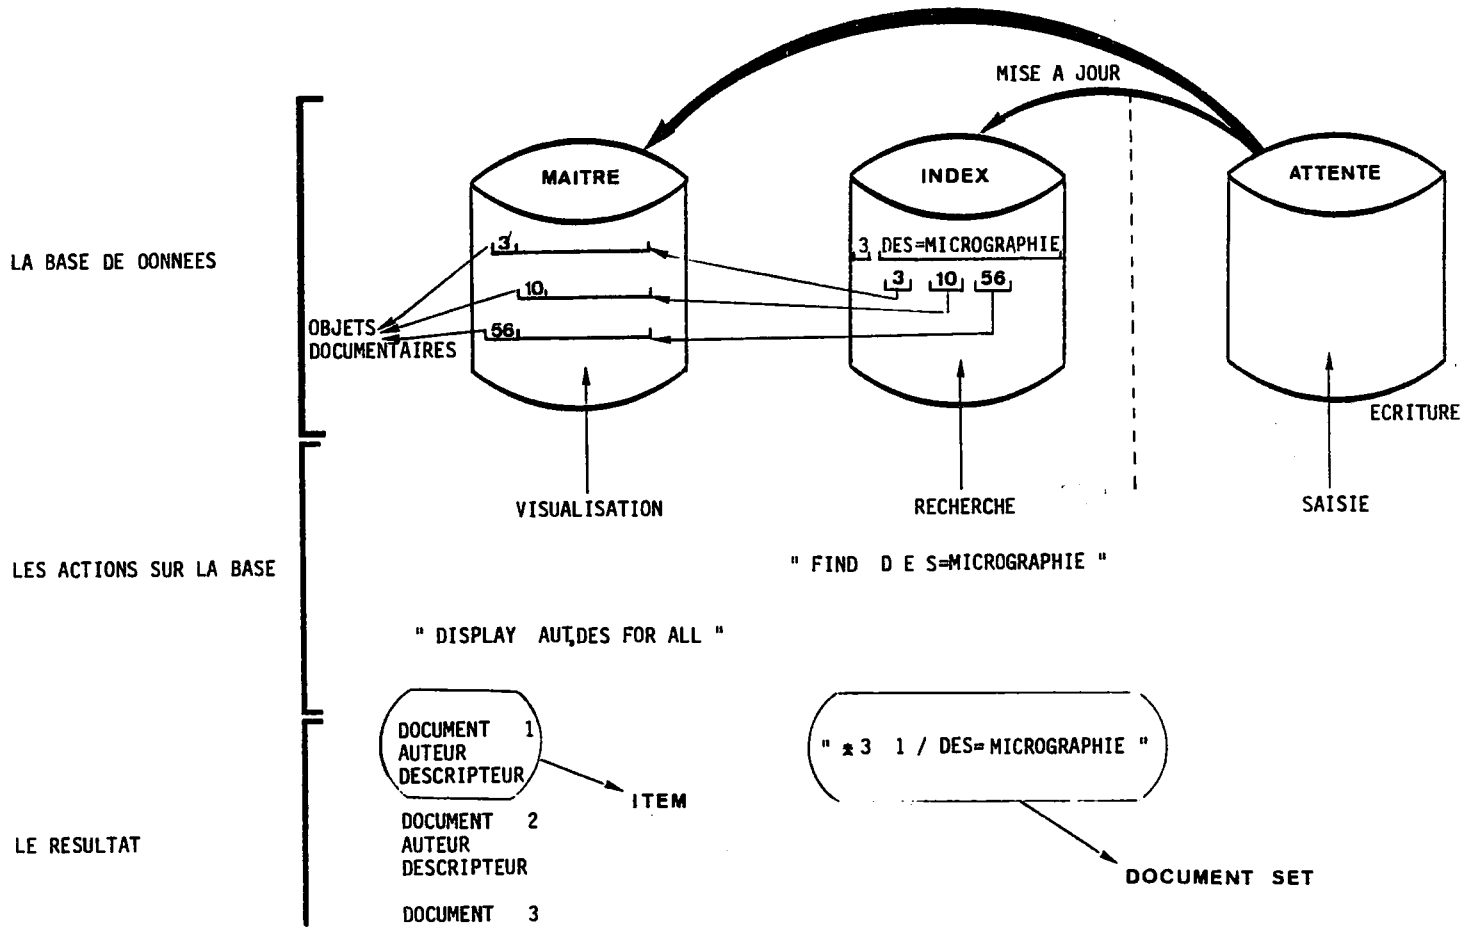 MISE A JOUR
MAITRE
INDEX
ATTENTE
LA BASE DE OONNEES
3
10
56
OBJETS
DOCUMENTAIRES
3 DES=MICROGRAPHIE
3 10 56
ECRITURE
VISUALISATION
RECHERCHE
SAISIE
LES ACTIONS SUR LA BASE
" FIND D E S=MICROGRAPHIE "
" DISPLAY AUT,DES FOR ALL "
LE RESULTAT
DOCUMENT 1
AUTEUR
DESCRIPTEUR
ITEM
DOCUMENT 2
AUTEUR
DESCRIPTEUR
DOCUMENT 3
" *3 1 / DES=MICROGRAPHIE "
DOCUMENT SET